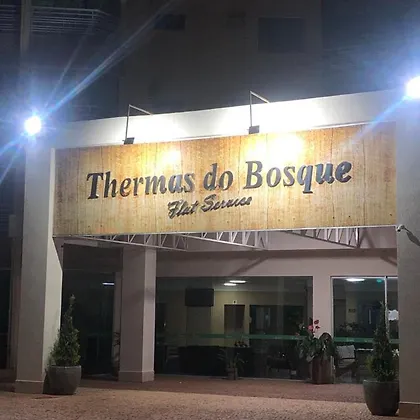 Thermas do Bosque
Flat Service